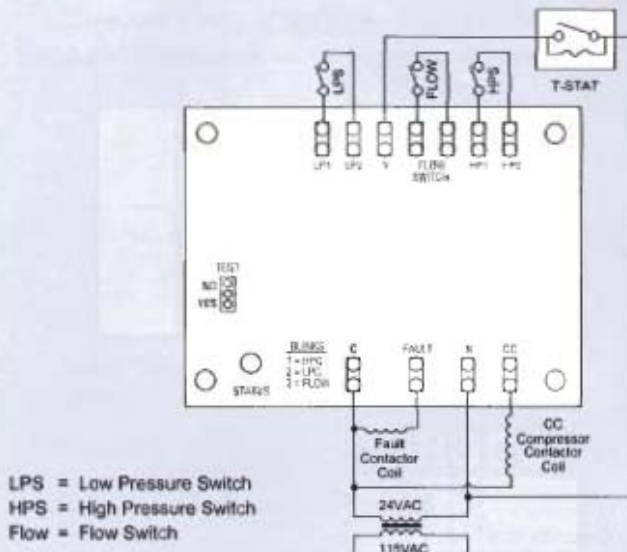 T-STAT
LPS
FLOW
HPS
LP1 LP2 Y FLOW SWITCH HP1 HP2
TEST
NO
YES
STATUS
BLINKS
1 = HPC
2 = LPC
3 = FLOW
C FAULT R CC
Fault
Contactor
Coil
CC
Compressor
Contactor
Coil
24VAC
115VAC
LPS = Low Pressure Switch
HPS = High Pressure Switch
Flow = Flow Switch